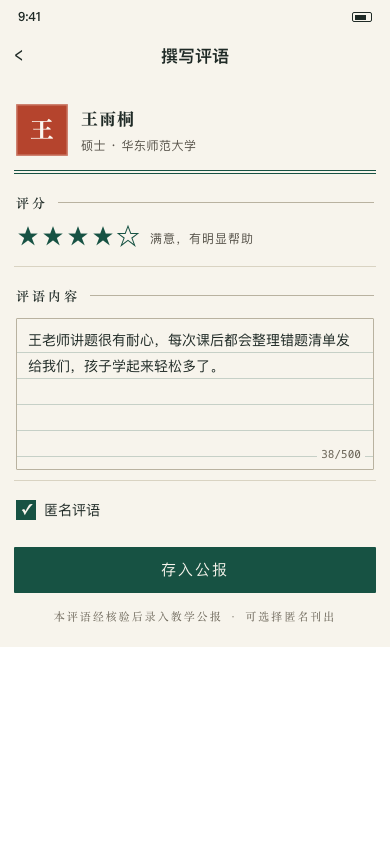 9:41
撰写评语
王
王雨桐
硕士 · 华东师范大学
评分
满意，有明显帮助
评语内容
王老师讲题很有耐心，每次课后都会整理错题清单发
给我们，孩子学起来轻松多了。
38/500
匿名评语
存入公报
本评语经核验后录入教学公报 · 可选择匿名刊出